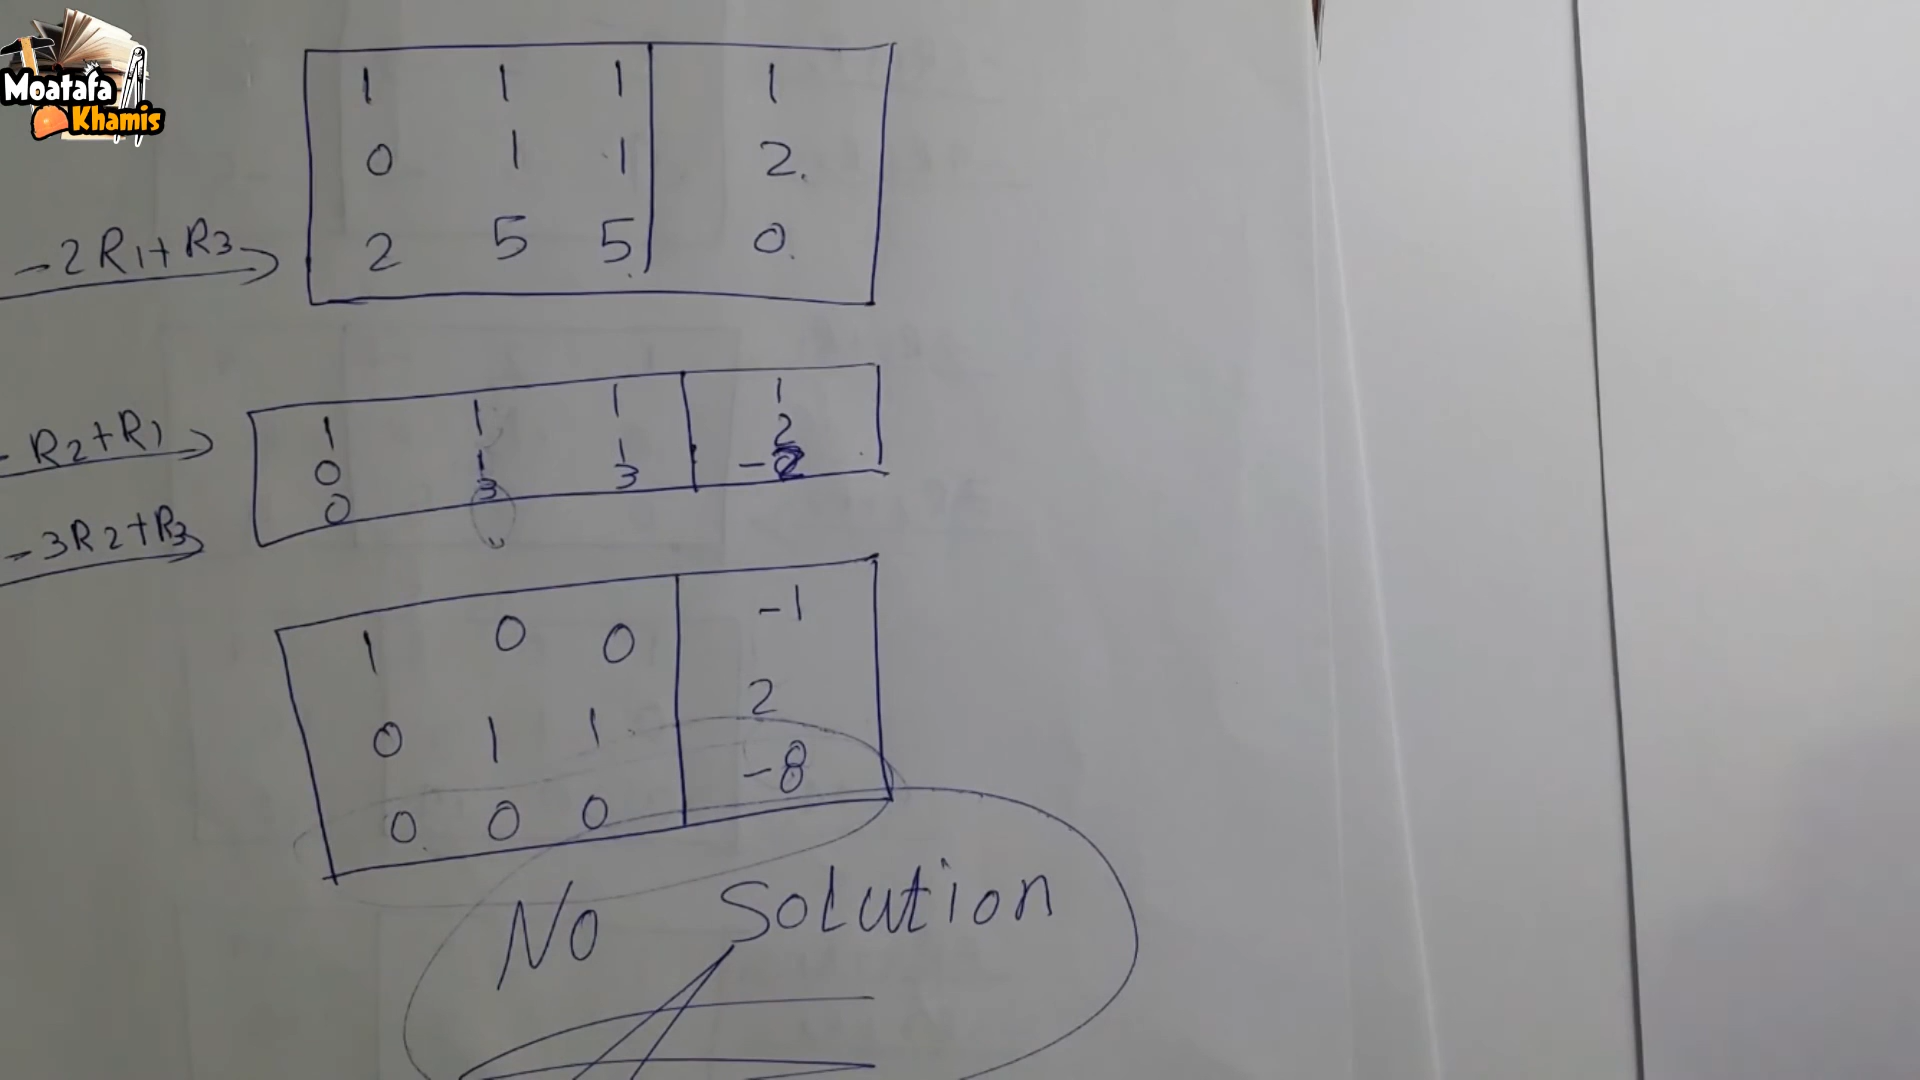 Moatafa
Khamis
1 1 1 1
0 1 1 2
-2R1+R3 2 5 5 0
1 1 1 1
-R2+R1 0 1 1 2
0 3 3 -2
-3R2+R3
1 0 0 -1
0 1 1 2
0 0 0 -8
No Solution